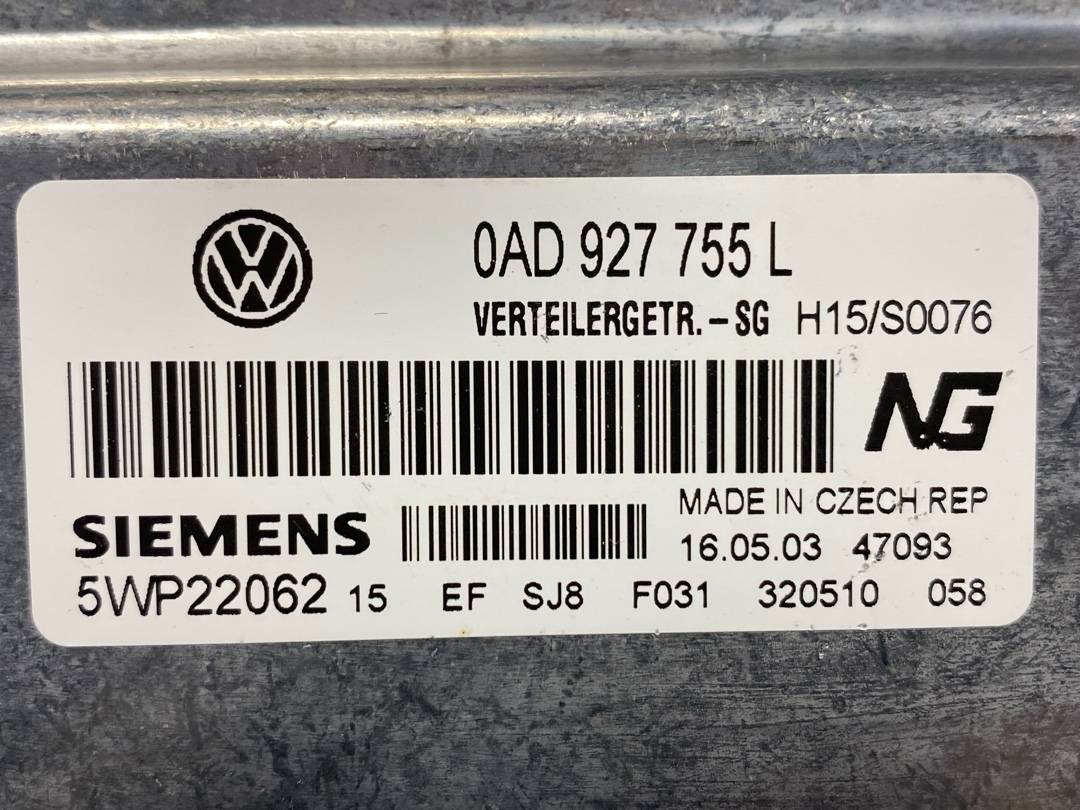 VW
0AD 927 755 L
VERTEILERGETR.-SG H15/S0076
NG
SIEMENS
MADE IN CZECH REP
16.05.03 47093
5WP22062 15 EF SJ8 F031 320510 058